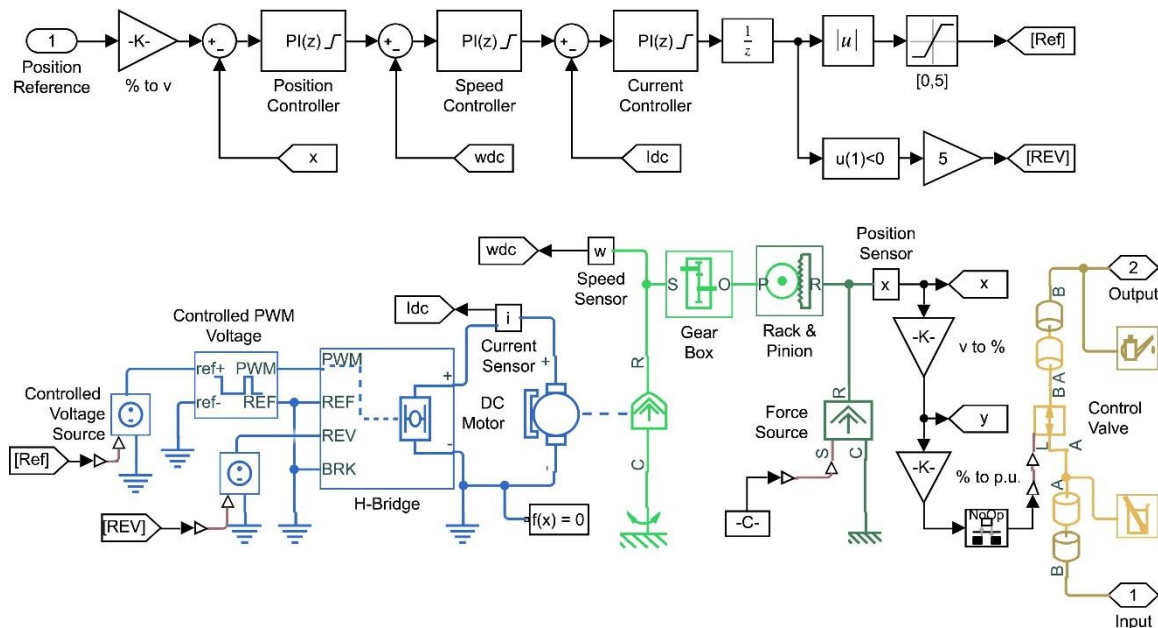 1
Position
Reference
-K-
% to v
+
−
PI(z)
Position
Controller
+
−
PI(z)
Speed
Controller
+
−
PI(z)
Current
Controller
1
z
|u|
[0,5]
[Ref]
x
wdc
Idc
u(1)<0
5
[REV]
wdc
w
Speed
Sensor
Idc
i
Current
Sensor
Controlled PWM
Voltage
ref+
PWM
ref-
REF
Controlled
Voltage
Source
[Ref]
[REV]
PWM
REF
REV
BRK
+
-
H-Bridge
DC
Motor
+
-
f(x) = 0
R
C
S
O
Gear
Box
P
R
Rack &
Pinion
Position
Sensor
x
x
-K-
v to %
y
-K-
% to p.u.
NoOp
Force
Source
R
S
C
-C-
B
A
B
L
A
A
B
Control
Valve
2
Output
1
Input